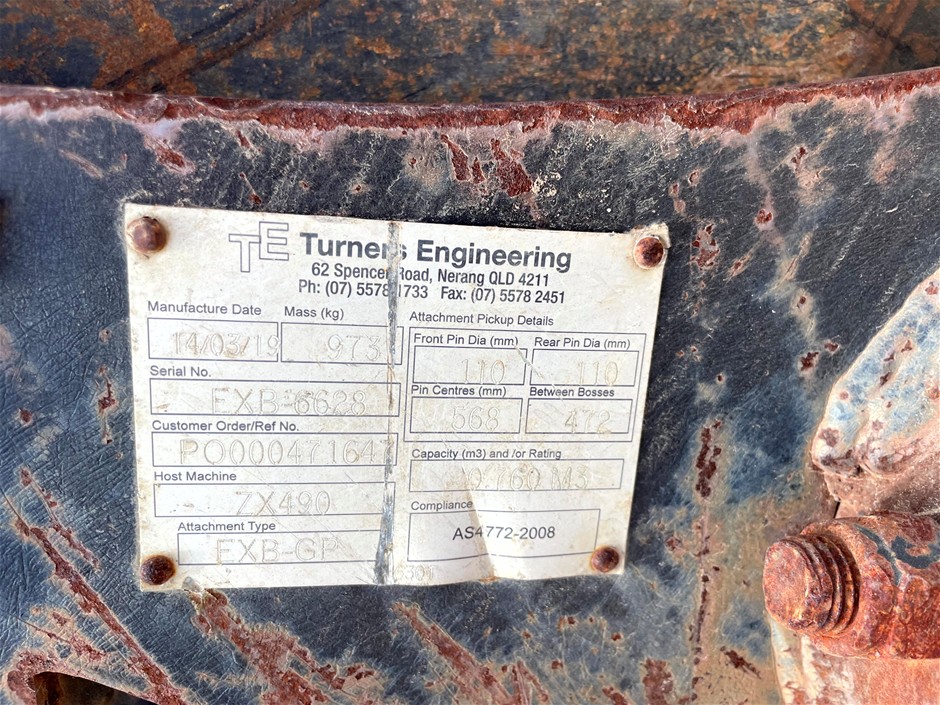 TE Turners Engineering
62 Spencer Road, Nerang QLD 4211
Ph: (07) 5578 1733 Fax: (07) 5578 2451
Manufacture Date Mass (kg)
14/03/19 973
Serial No.
EXB-6628
Customer Order/Ref No.
PO000471647
Host Machine
ZX490
Attachment Type
EXB-GP
Attachment Pickup Details
Front Pin Dia (mm) Rear Pin Dia (mm)
110 110
Pin Centres (mm) Between Bosses
568 472
Capacity (m3) and /or Rating
0.760 M3
Compliance
AS4772-2008